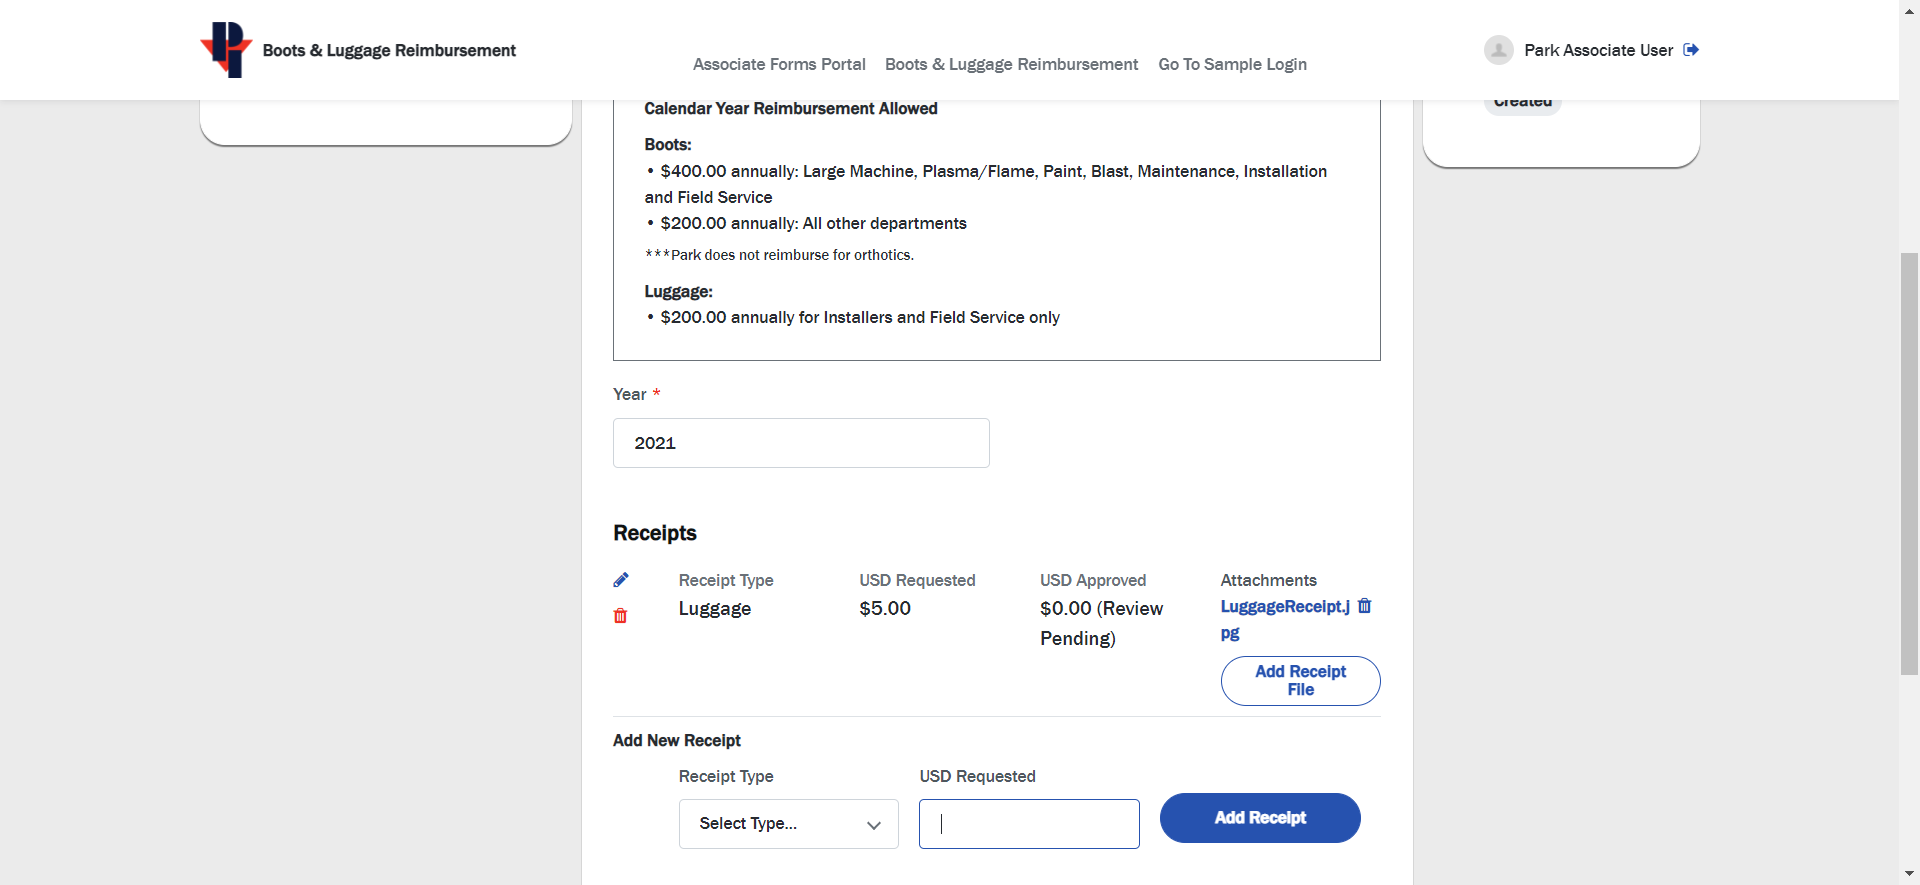 Boots & Luggage Reimbursement
Associate Forms Portal
Boots & Luggage Reimbursement
Go To Sample Login
Park Associate User
Created
Calendar Year Reimbursement Allowed
Boots:
• $400.00 annually: Large Machine, Plasma/Flame, Paint, Blast, Maintenance, Installation
and Field Service
• $200.00 annually: All other departments
***Park does not reimburse for orthotics.
Luggage:
• $200.00 annually for Installers and Field Service only
Year *
2021
Receipts
Receipt Type
Luggage
USD Requested
$5.00
USD Approved
$0.00 (Review
Pending)
Attachments
LuggageReceipt.j
pg
Add Receipt
File
Add New Receipt
Receipt Type
USD Requested
Select Type...
Add Receipt